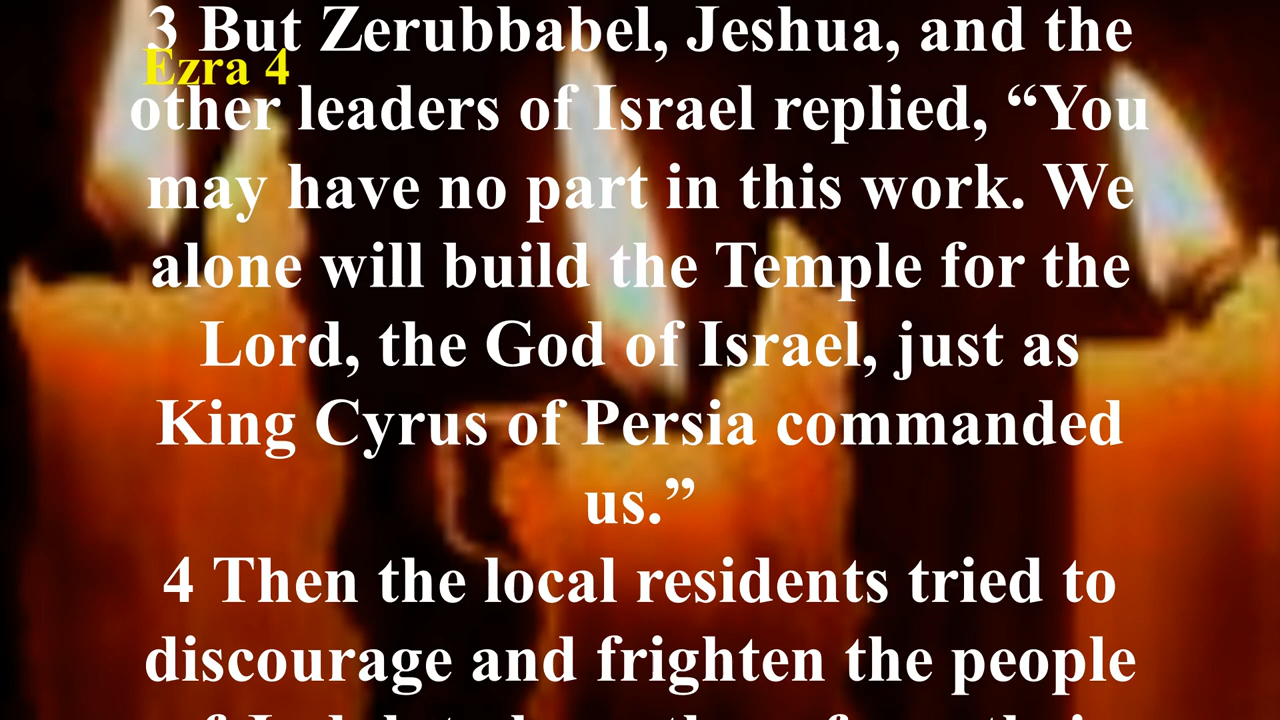 3 But Zerubbabel, Jeshua, and the
Ezra 4
other leaders of Israel replied, “You
may have no part in this work. We
alone will build the Temple for the
Lord, the God of Israel, just as
King Cyrus of Persia commanded
us.”
4 Then the local residents tried to
discourage and frighten the people